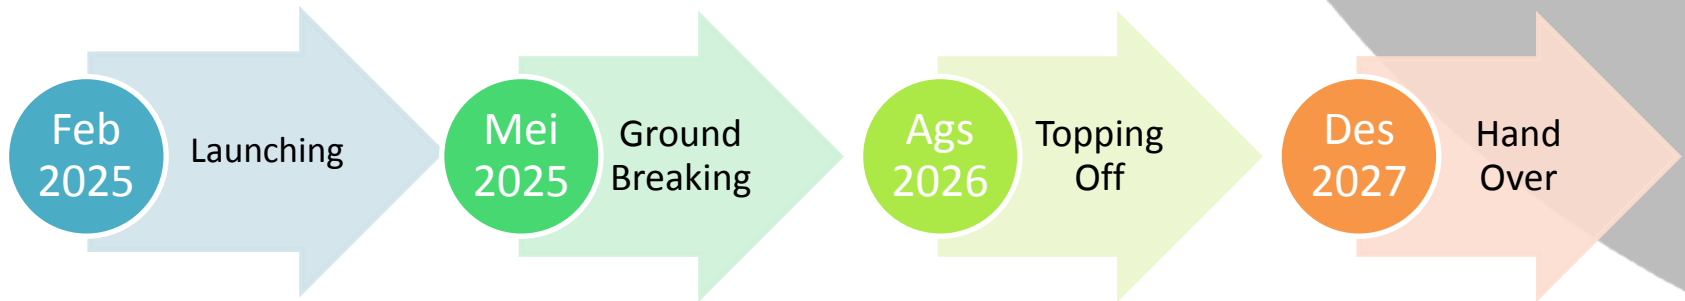 Feb
2025
Launching
Mei
2025
Ground
Breaking
Ags
2026
Topping
Off
Des
2027
Hand
Over